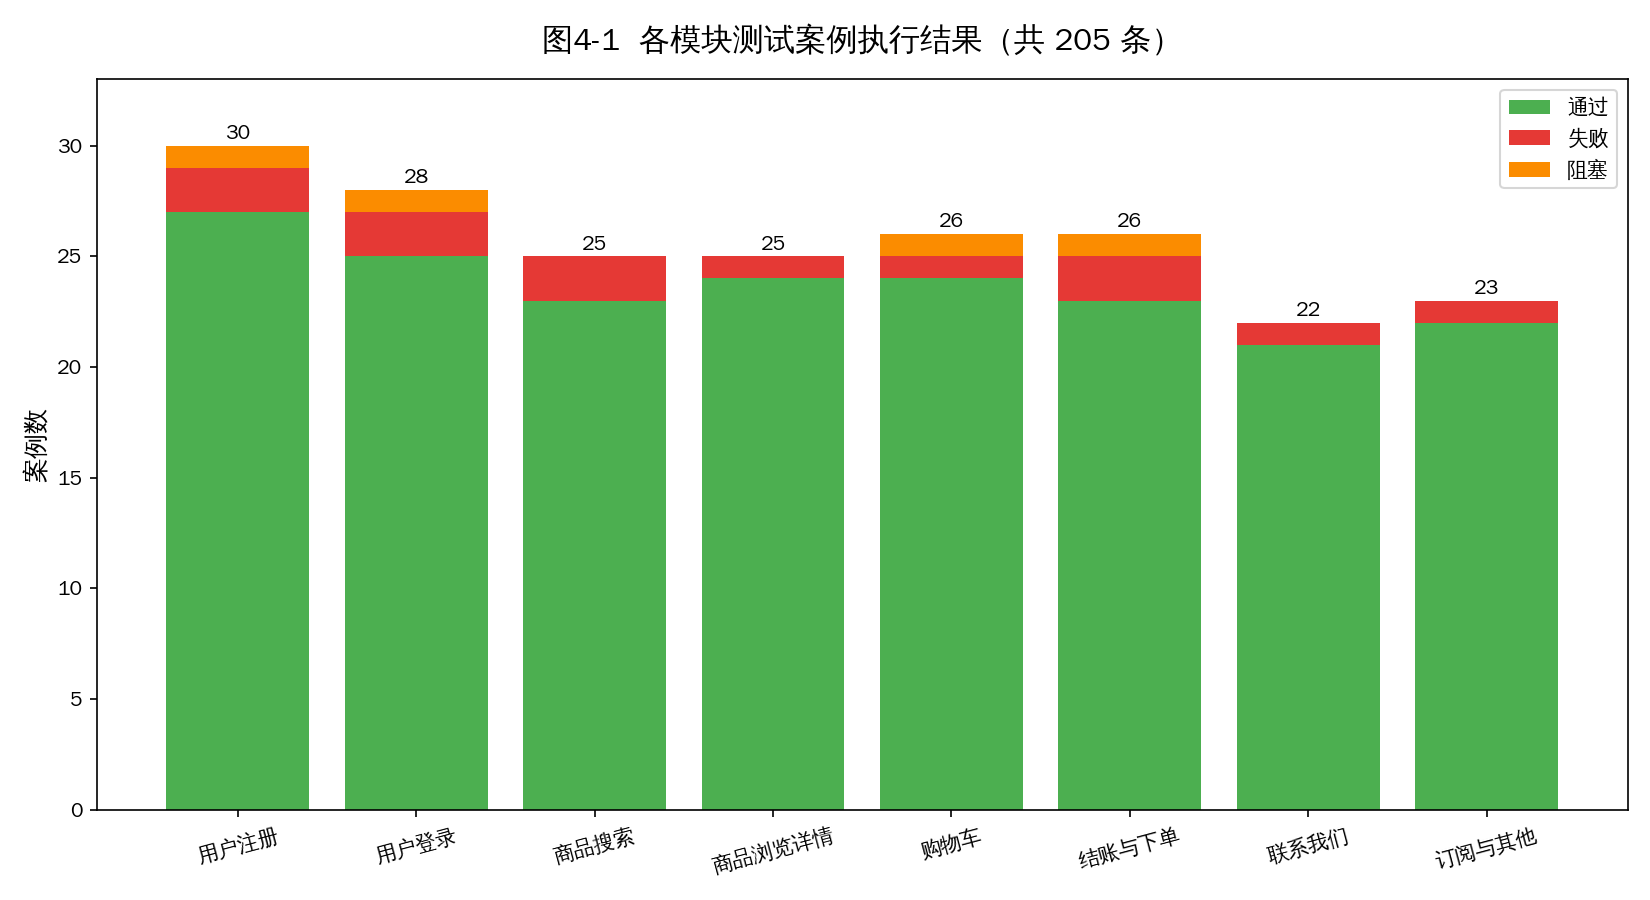 图4-1 各模块测试案例执行结果（共 205 条）
通过
失败
阻塞
案例数
30
25
20
15
10
5
0
30
28
25
25
26
26
22
23
用户注册
用户登录
商品搜索
商品浏览详情
购物车
结账与下单
联系我们
订阅与其他